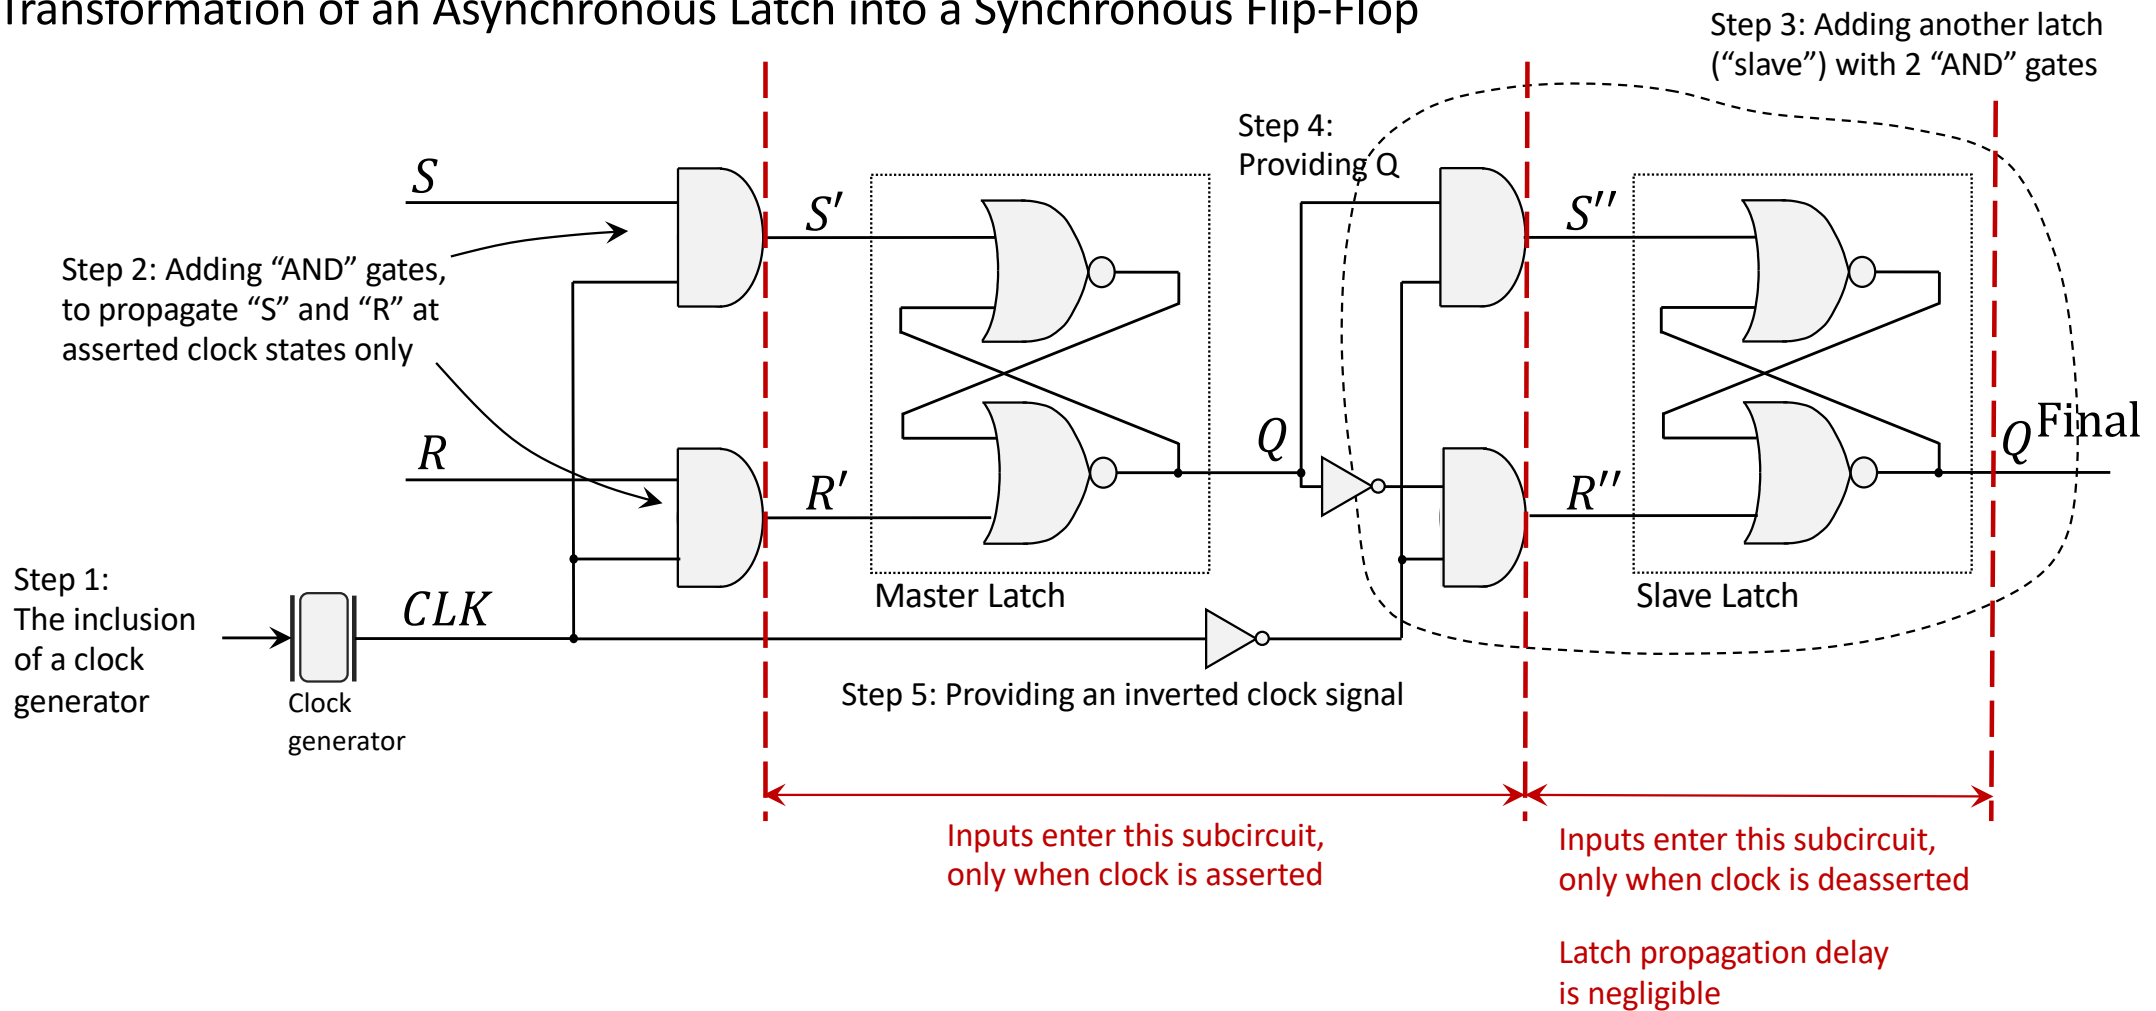 Transformation of an Asynchronous Latch into a Synchronous Flip-Flop
Step 3: Adding another latch
(“slave”) with 2 “AND” gates
Step 4:
Providing Q
S
S′
S′′
Step 2: Adding “AND” gates,
to propagate “S” and “R” at
asserted clock states only
R
R′
Q
R′′
Q^Final
Step 1:
The inclusion
of a clock
generator
CLK
Clock
generator
Master Latch
Slave Latch
Step 5: Providing an inverted clock signal
Inputs enter this subcircuit,
only when clock is asserted
Inputs enter this subcircuit,
only when clock is deasserted
Latch propagation delay
is negligible